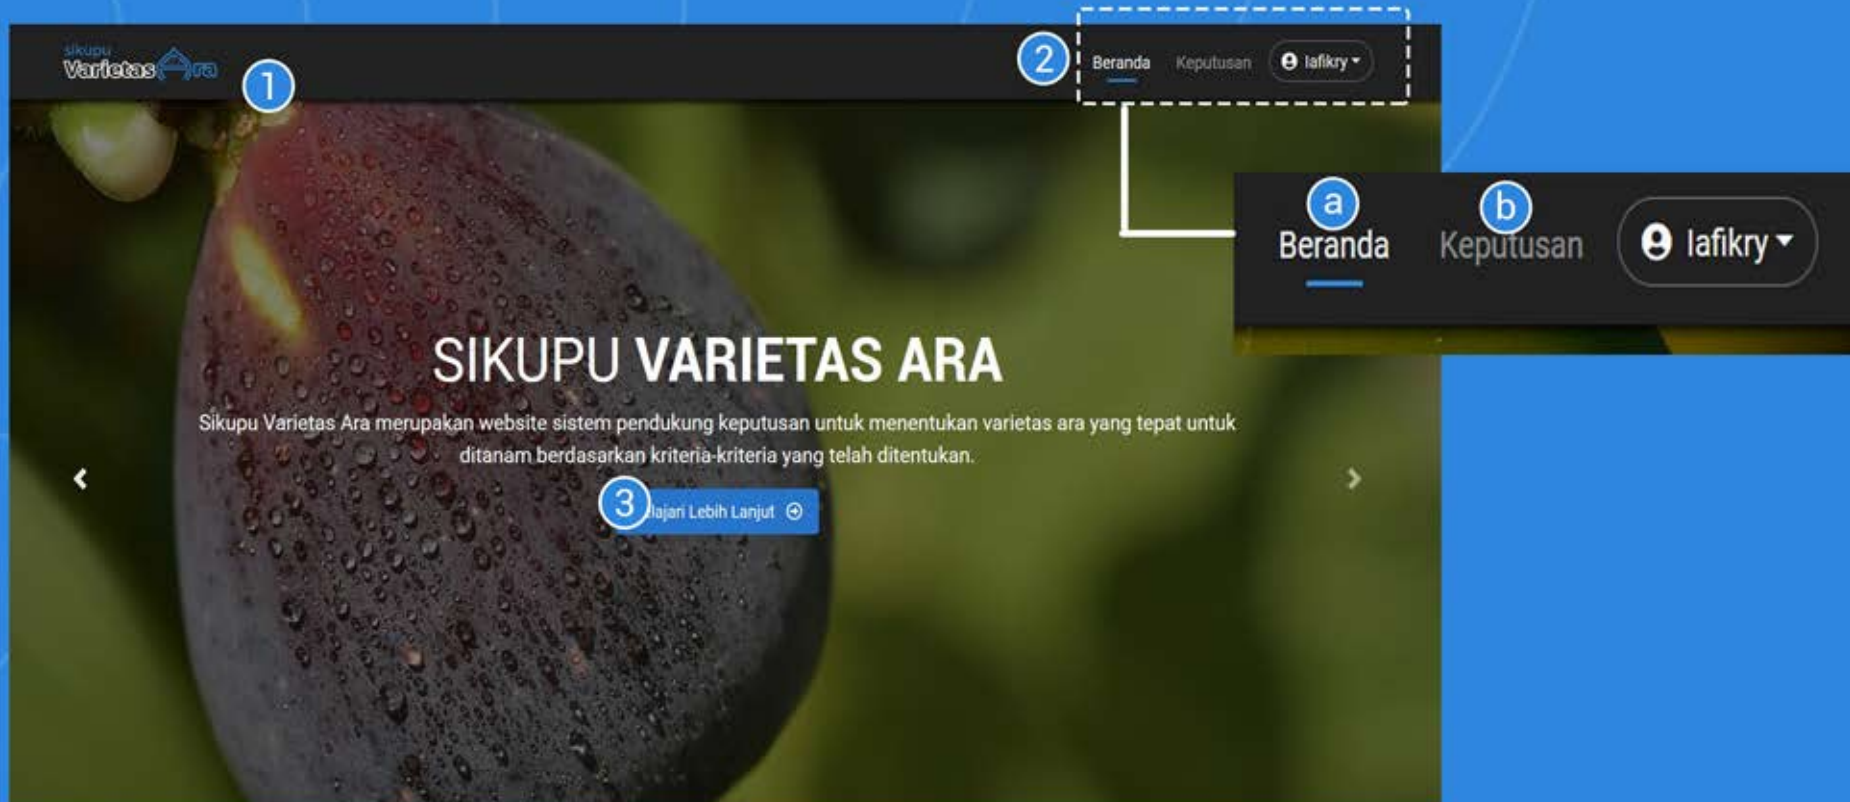 sikupu
Varietas Ara
1
2
Beranda Keputusan lafikry
a b
Beranda Keputusan lafikry
SIKUPU VARIETAS ARA
Sikupu Varietas Ara merupakan website sistem pendukung keputusan untuk menentukan varietas ara yang tepat untuk
ditanam berdasarkan kriteria-kriteria yang telah ditentukan.
3 lajari Lebih Lanjut